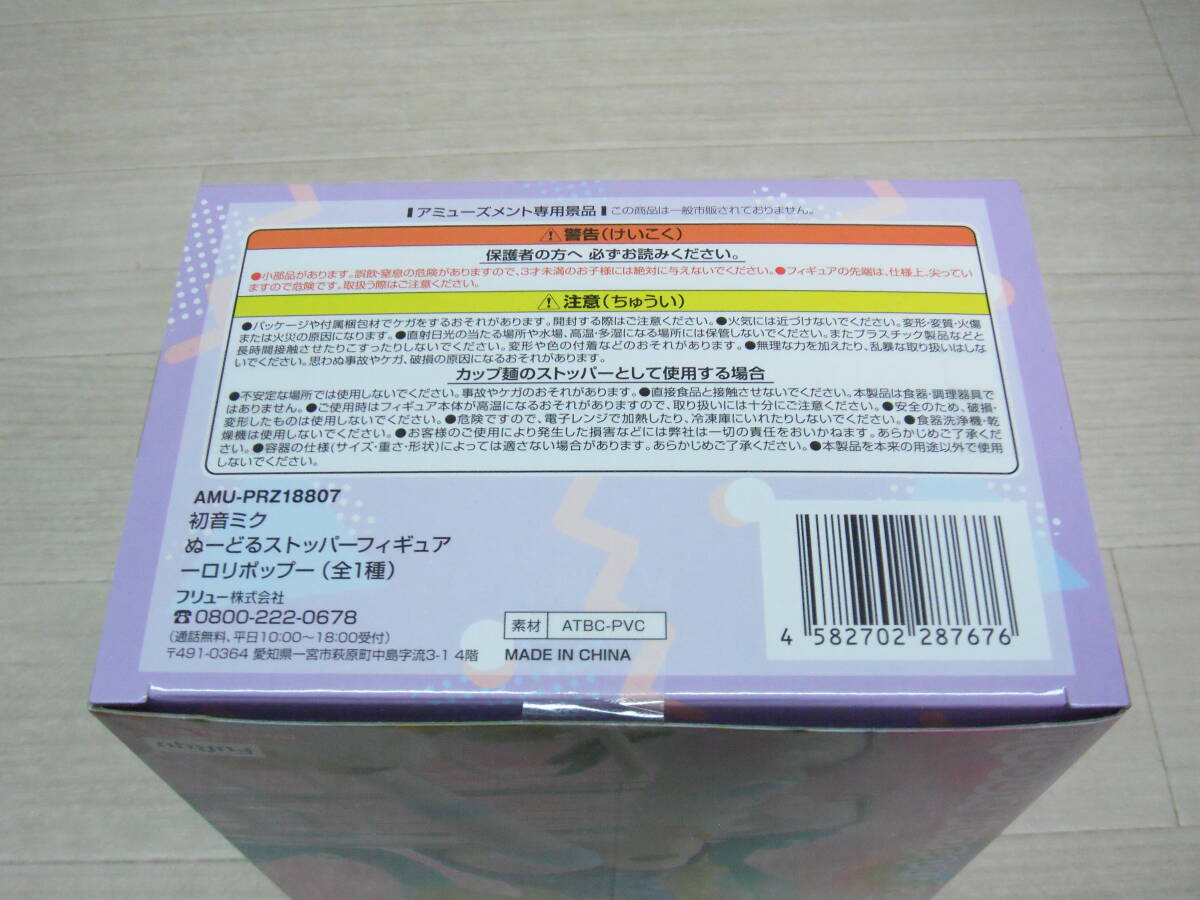 アミューズメント専用景品 この商品は一般市販されておりません。
⚠警告(けいこく)
保護者の方へ 必ずお読みください。
●小部品があります。誤飲・窒息の危険がありますので、3才未満のお子様には絶対に与えないでください。●フィギュアの先端は、仕様上、尖ってい
ますので危険です。取扱う際はご注意ください。
⚠注意(ちゅうい)
●パッケージや付属梱包材でケガをするおそれがあります。開封する際はご注意ください。●火気には近づけないでください。変形・変質・火傷
または火災の原因になります。●直射日光の当たる場所や水場、高温・多湿になる場所には保管しないでください。またプラスチック製品などと
長時間接触させたりこすったりしないでください。変形や色の付着などのおそれがあります。●無理な力を加えたり、乱暴な取り扱いはしな
いでください。思わぬ事故やケガ、破損の原因になるおそれがあります。
カップ麺のストッパーとして使用する場合
●不安定な場所では使用しないでください。事故やケガのおそれがあります。●直接食品と接触させないでください。本製品は食器・調理器具で
はありません。●ご使用時はフィギュア本体が高温になるおそれがありますので、取り扱いには十分にご注意ください。●安全のため、破損・
変形したものは使用しないでください。●危険ですので、電子レンジで加熱したり、冷凍庫にいれたりしないでください。●食器洗浄機・乾
燥機は使用しないでください。●お客様のご使用により発生した損害などには弊社は一切の責任をおいかねます。あらかじめご了承くださ
い。●容器の仕様(サイズ・重さ・形状)によっては適さない場合があります。あらかじめご了承ください。●本製品を本来の用途以外で使用
しないでください。
AMU-PRZ18807
初音ミク
ぬーどるストッパーフィギュア
ーロリポップー(全1種)
フリュー株式会社
☎0800-222-0678
(通話無料、平日10:00〜18:00受付)
〒491-0364 愛知県一宮市萩原町中島字流3-1 4階
素材 ATBC-PVC
MADE IN CHINA
4 582702 287676
FuRyu